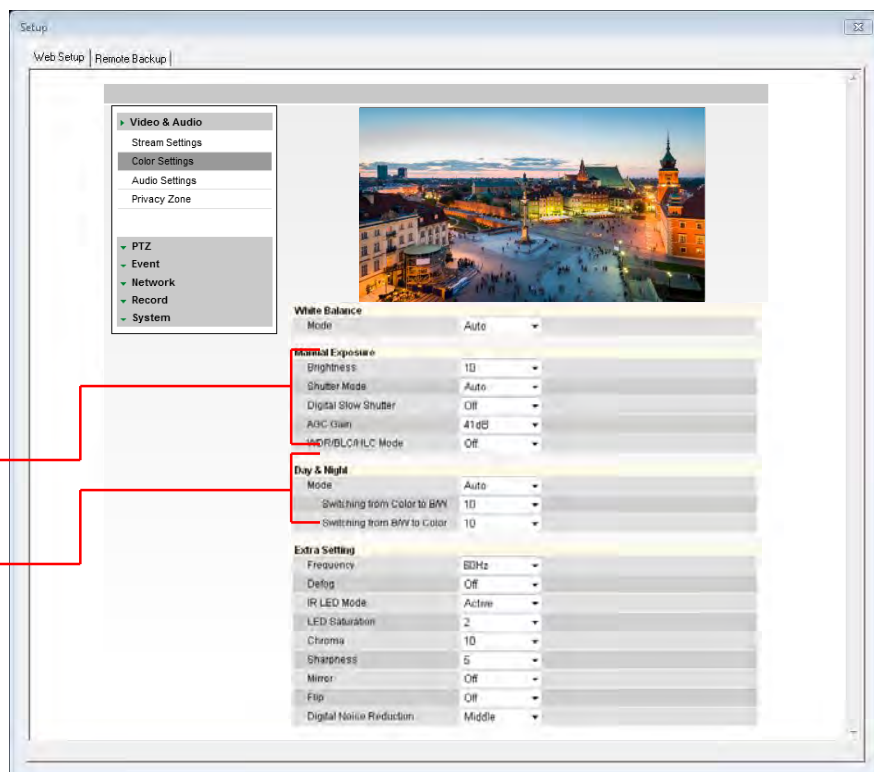 Setup
Web Setup Remote Backup
Video & Audio
Stream Settings
Color Settings
Audio Settings
Privacy Zone
PTZ
Event
Network
Record
System
White Balance
Mode Auto
Manual Exposure
Brightness 10
Shutter Mode Auto
Digital Slow Shutter Off
AGC Gain 41dB
WDR/BLC/HLC Mode Off
Day & Night
Mode Auto
Switching from Color to B/W 10
Switching from B/W to Color 10
Extra Setting
Frequency 60Hz
Defog Off
IR LED Mode Active
LED Saturation 2
Chroma 10
Sharpness 5
Mirror Off
Flip Off
Digital Noise Reduction Middle